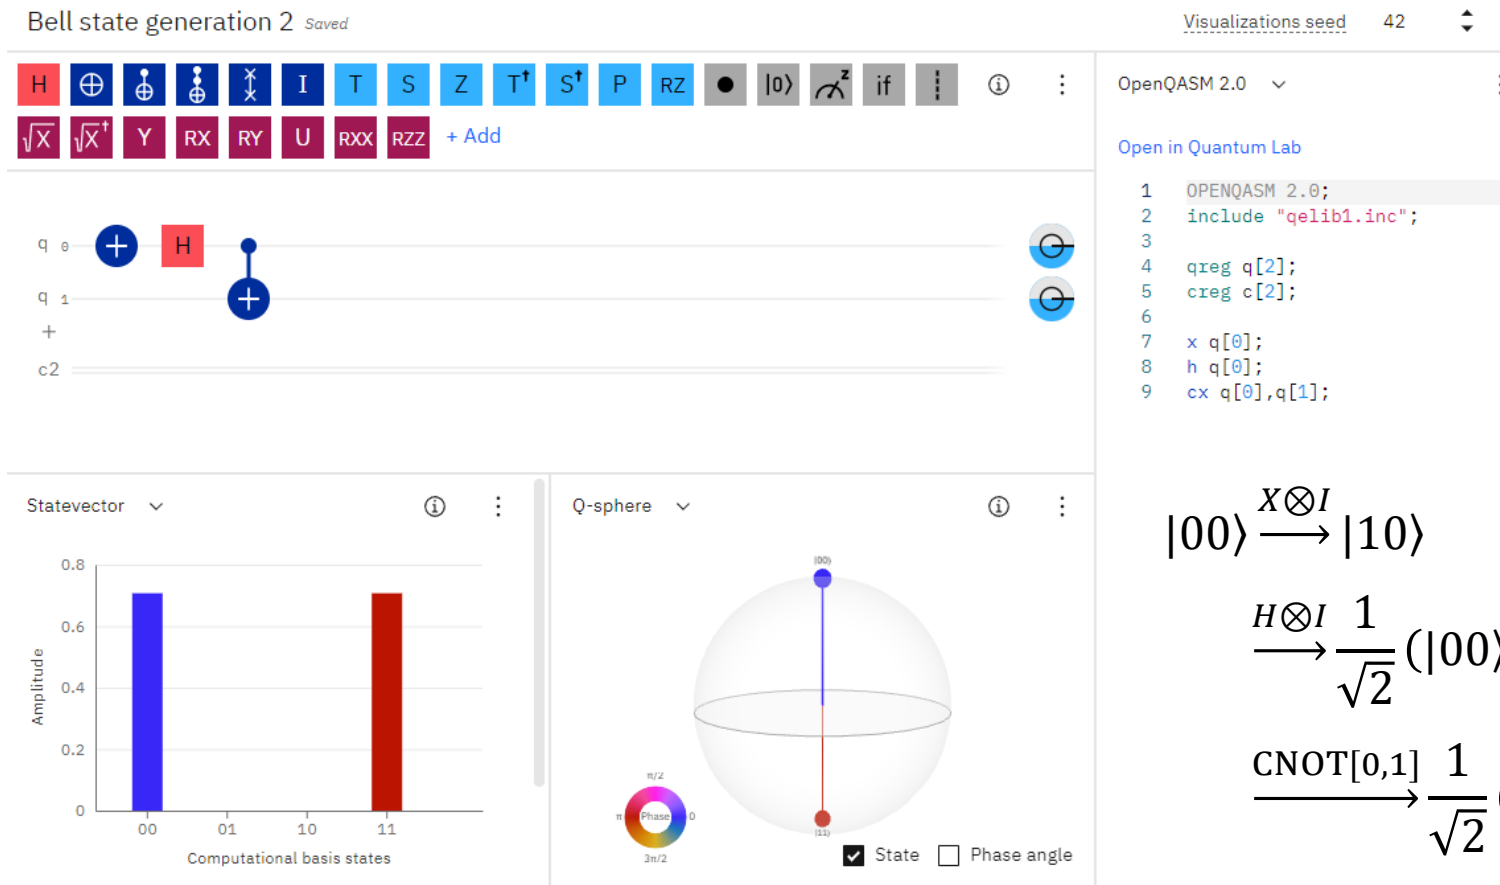 Bell state generation 2 Saved
Visualizations seed 42
H I T S Z T† S† P RZ |0⟩ z if
√X √X† Y RX RY U RXX RZZ + Add
q 0 H
q 1
+
c2
OpenQASM 2.0
Open in Quantum Lab
1 OPENQASM 2.0;
2 include "qelib1.inc";
3
4 qreg q[2];
5 creg c[2];
6
7 x q[0];
8 h q[0];
9 cx q[0],q[1];
Statevector
Amplitude
0.8
0.6
0.4
0.2
0
00 01 10 11
Computational basis states
Q-sphere
|00⟩
|11⟩
π/2
π Phase 0
3π/2
State Phase angle
|00⟩ X⊗I → |10⟩
H⊗I → 1/√2 (|00⟩
CNOT[0,1] → 1/√2 (